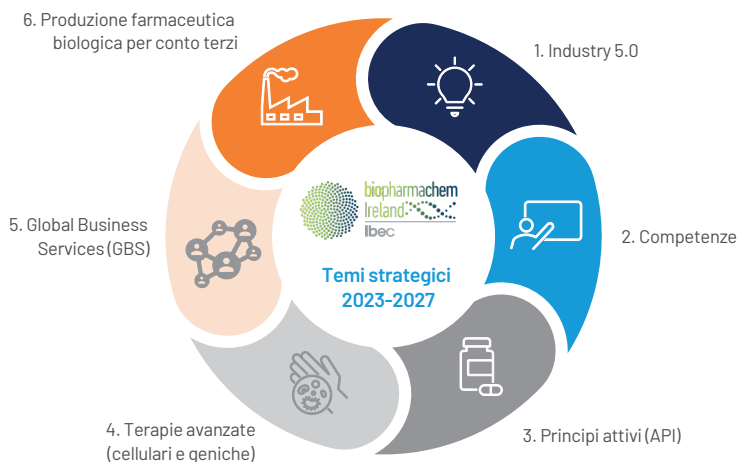 6. Produzione farmaceutica
biologica per conto terzi
1. Industry 5.0
2. Competenze
3. Principi attivi (API)
4. Terapie avanzate
(cellulari e geniche)
5. Global Business
Services (GBS)
biopharmachem
Ireland
Ibec
Temi strategici
2023-2027